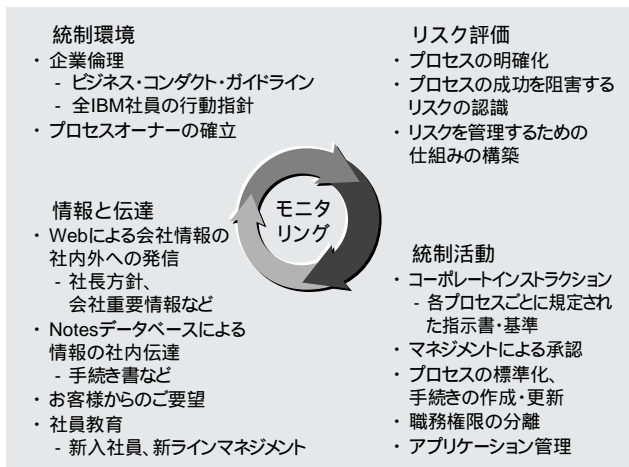 統制環境
・ 企業倫理
- ビジネス・コンダクト・ガイドライン
- 全IBM社員の行動指針
・ プロセスオーナーの確立
リスク評価
・ プロセスの明確化
・ プロセスの成功を阻害する
リスクの認識
・ リスクを管理するための
仕組みの構築
モニタ
リング
情報と伝達
・ Webによる会社情報の
社内外への発信
- 社長方針、
会社重要情報など
・ Notesデータベースによる
情報の社内伝達
- 手続き書など
・ お客様からのご要望
・ 社員教育
- 新入社員、新ラインマネジメント
統制活動
・ コーポレートインストラクション
- 各プロセスごとに規定され
た指示書・基準
・ マネジメントによる承認
・ プロセスの標準化、
手続きの作成・更新
・ 職務権限の分離
・ アプリケーション管理